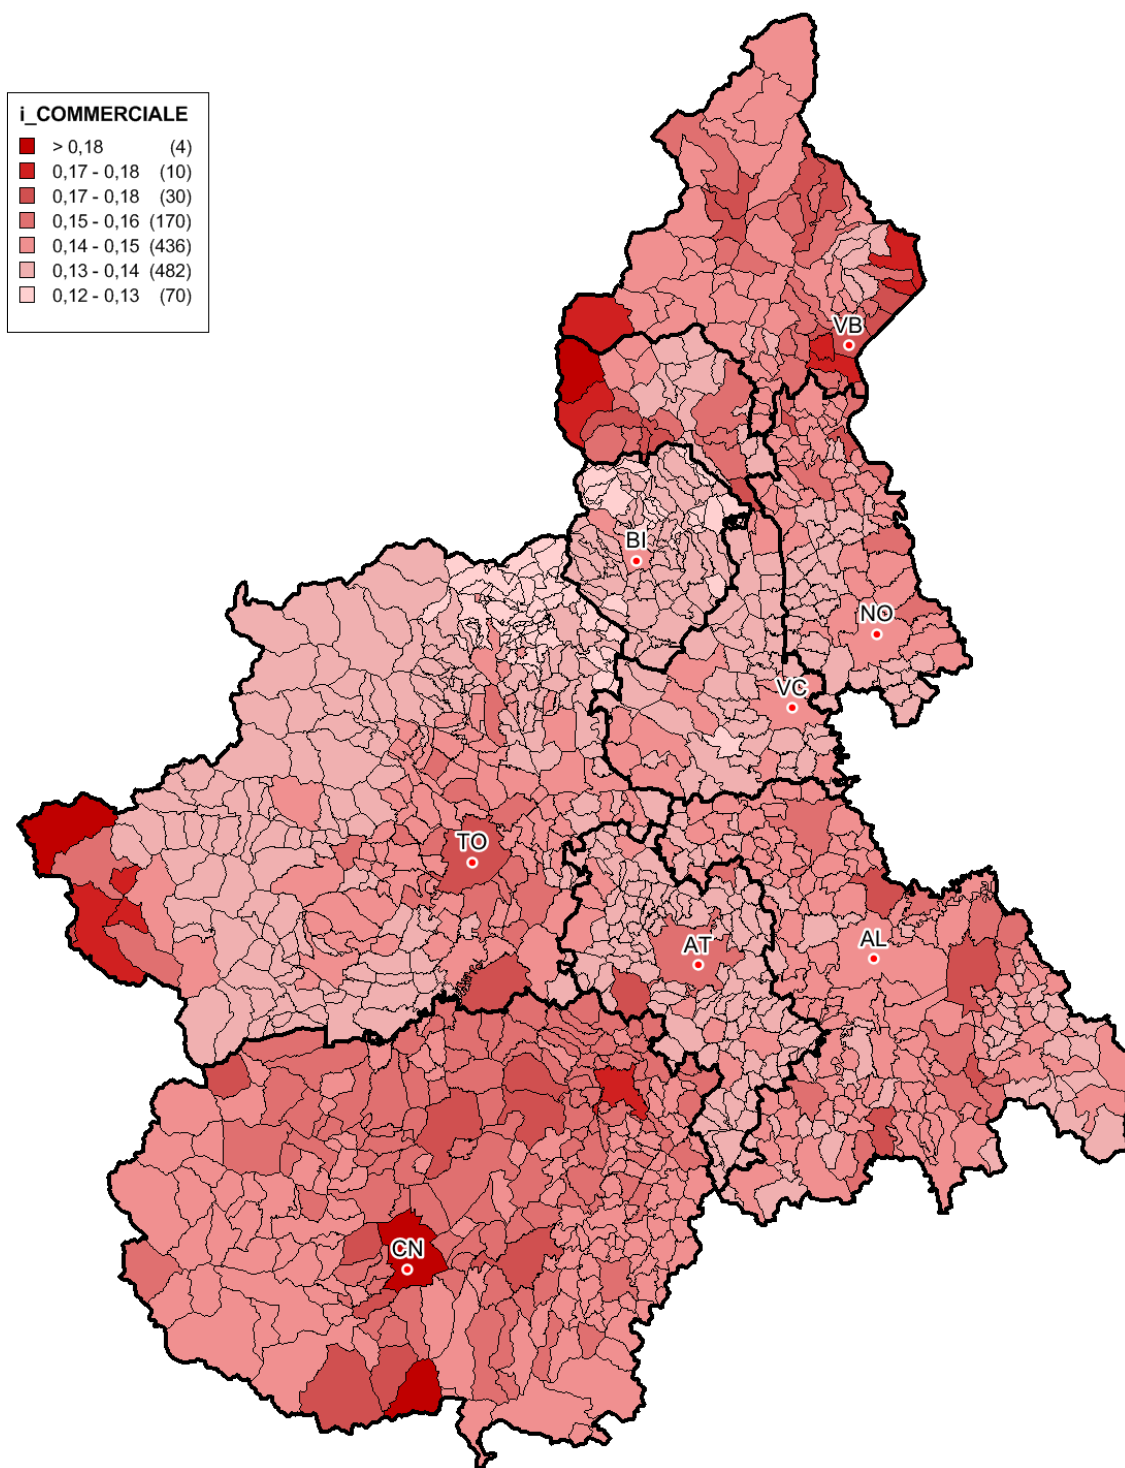 i_COMMERCIALE
> 0,18 (4)
0,17 - 0,18 (10)
0,17 - 0,18 (30)
0,15 - 0,16 (170)
0,14 - 0,15 (436)
0,13 - 0,14 (482)
0,12 - 0,13 (70)
VB
BI
NO
VC
TO
AT
AL
CN